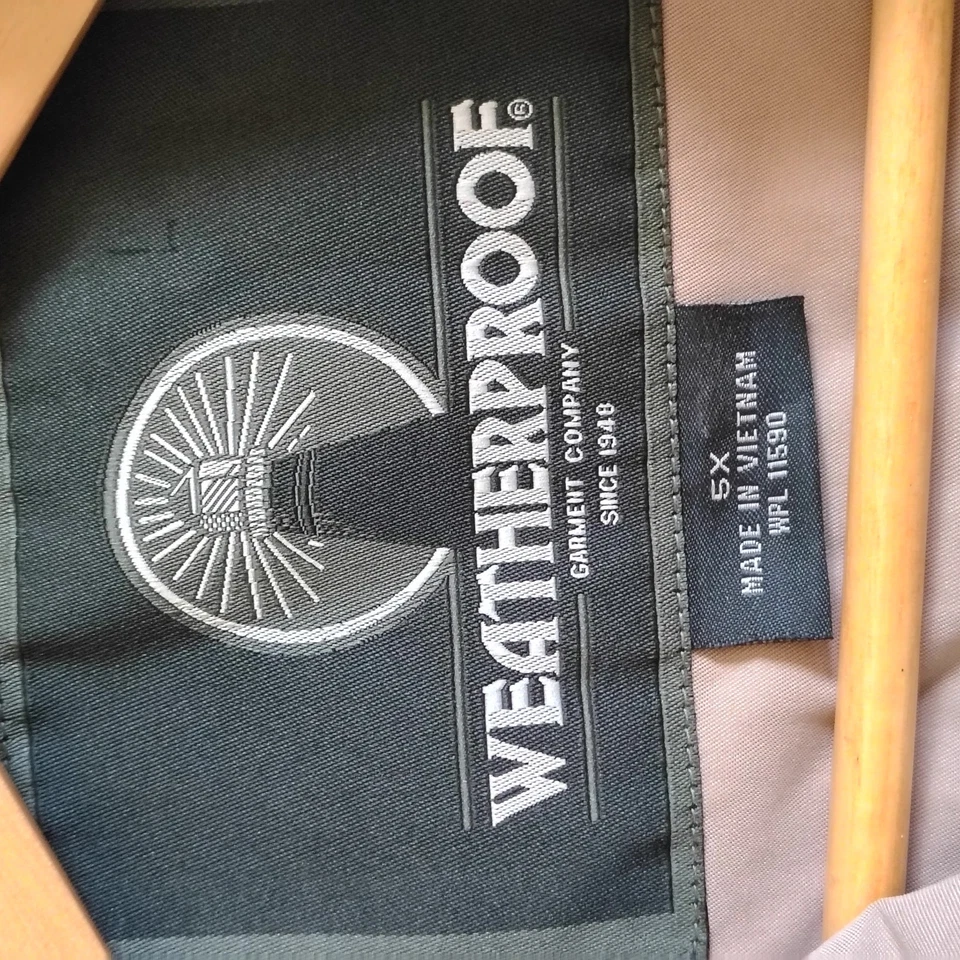 WEATHERPROOF®
GARMENT COMPANY
SINCE 1948
5X
MADE IN VIETNAM
WPL 11590